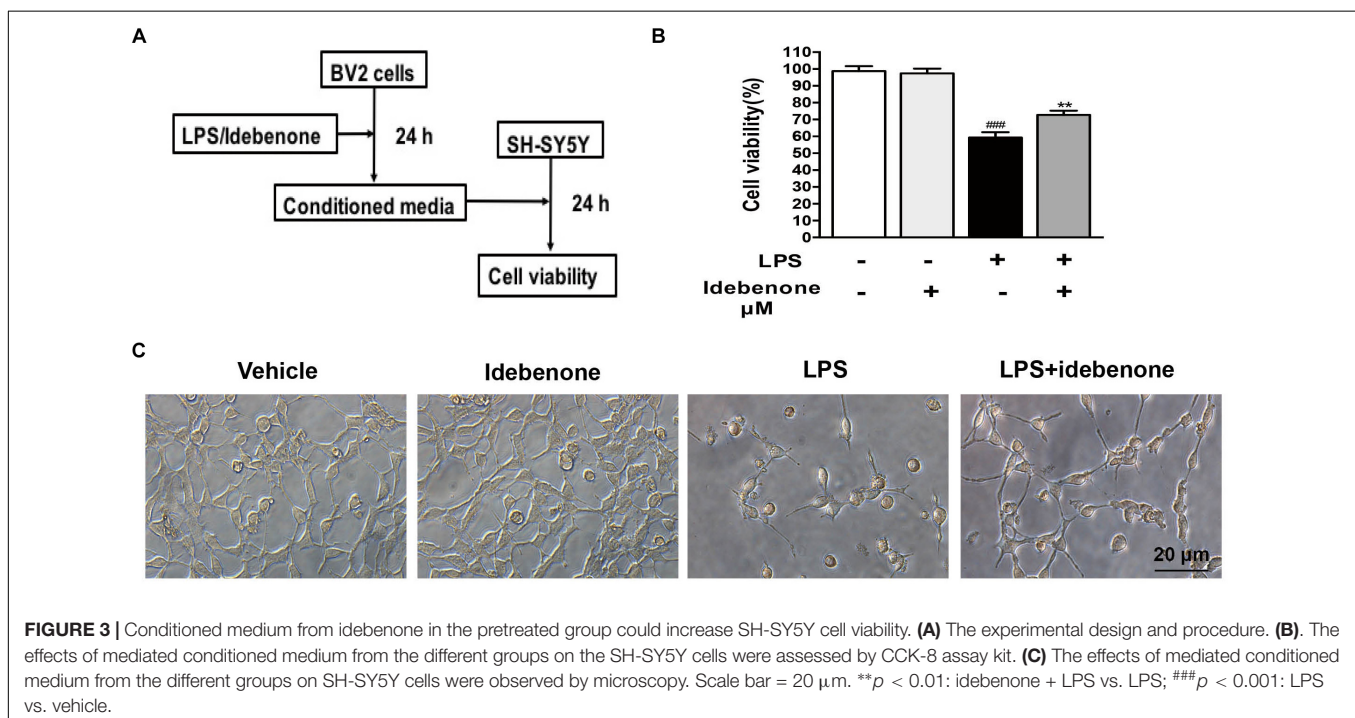 A
BV2 cells
LPS/Idebenone
24 h
SH-SY5Y
Conditioned media
24 h
Cell viability
B
Cell viability(%)
110
100
90
80
70
60
50
40
30
20
10
0
###
**
LPS - - + +
Idebenone - + - +
μM
C
Vehicle
Idebenone
LPS
LPS+idebenone
20 μm
FIGURE 3 | Conditioned medium from idebenone in the pretreated group could increase SH-SY5Y cell viability. (A) The experimental design and procedure. (B). The
effects of mediated conditioned medium from the different groups on the SH-SY5Y cells were assessed by CCK-8 assay kit. (C) The effects of mediated conditioned
medium from the different groups on SH-SY5Y cells were observed by microscopy. Scale bar = 20 μm. **p < 0.01: idebenone + LPS vs. LPS; ###p < 0.001: LPS
vs. vehicle.